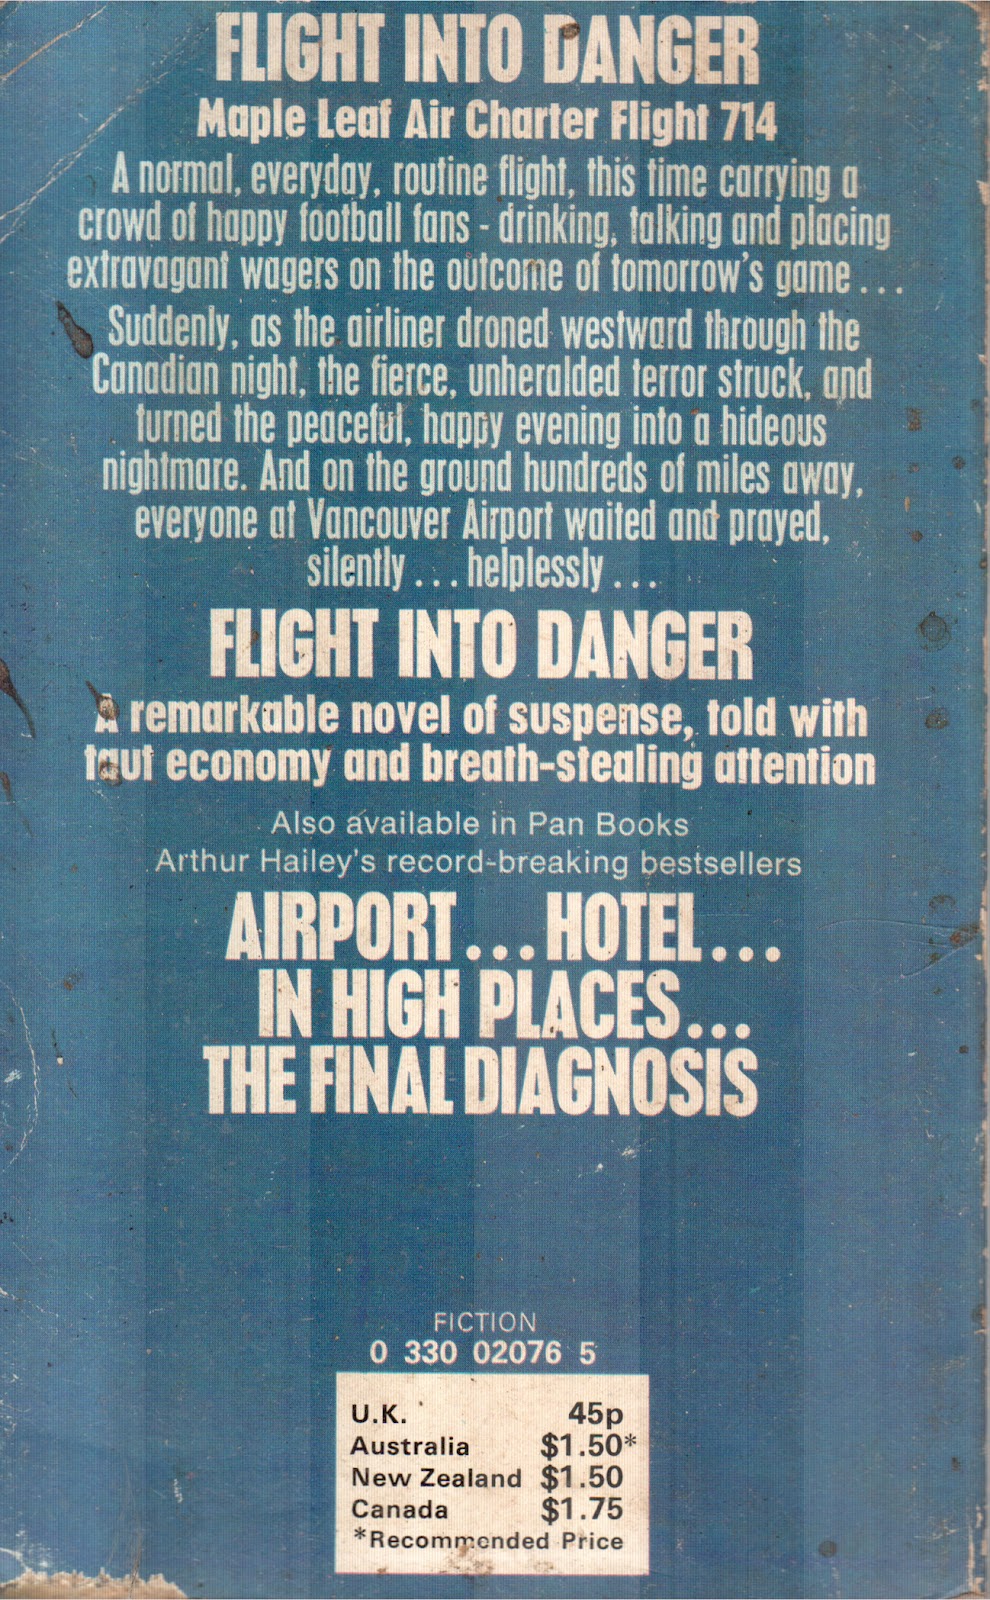 FLIGHT INTO DANGER
Maple Leaf Air Charter Flight 714
A normal, everyday, routine flight, this time carrying a
crowd of happy football fans - drinking, talking and placing
extravagant wagers on the outcome of tomorrow's game...
Suddenly, as the airliner droned westward through the
Canadian night, the fierce, unheralded terror struck, and
turned the peaceful, happy evening into a hideous
nightmare. And on the ground hundreds of miles away,
everyone at Vancouver Airport waited and prayed,
silently... helplessly...
FLIGHT INTO DANGER
A remarkable novel of suspense, told with
taut economy and breath-stealing attention
Also available in Pan Books
Arthur Hailey's record-breaking bestsellers
AIRPORT... HOTEL...
IN HIGH PLACES...
THE FINAL DIAGNOSIS
FICTION
0 330 02076 5
U.K. 45p
Australia $1.50*
New Zealand $1.50
Canada $1.75
*Recommended Price